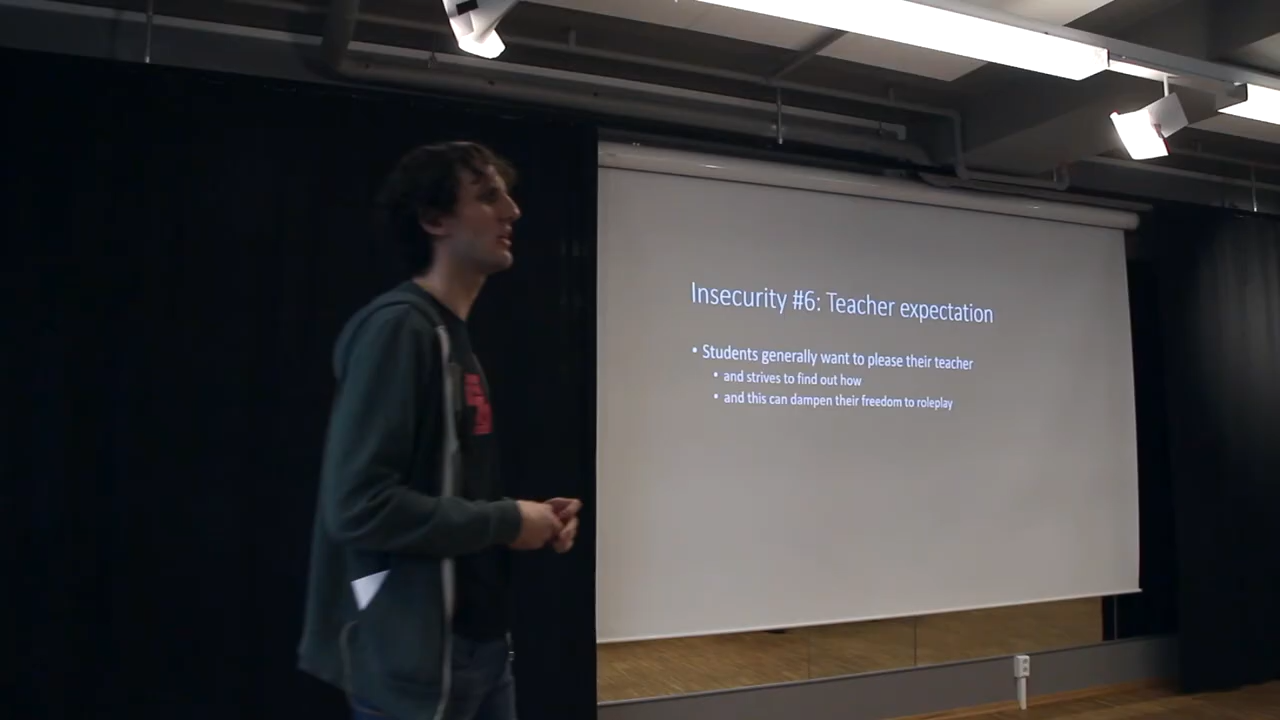 Insecurity #6: Teacher expectation
• Students generally want to please their teacher
• and strives to find out how
• and this can dampen their freedom to roleplay